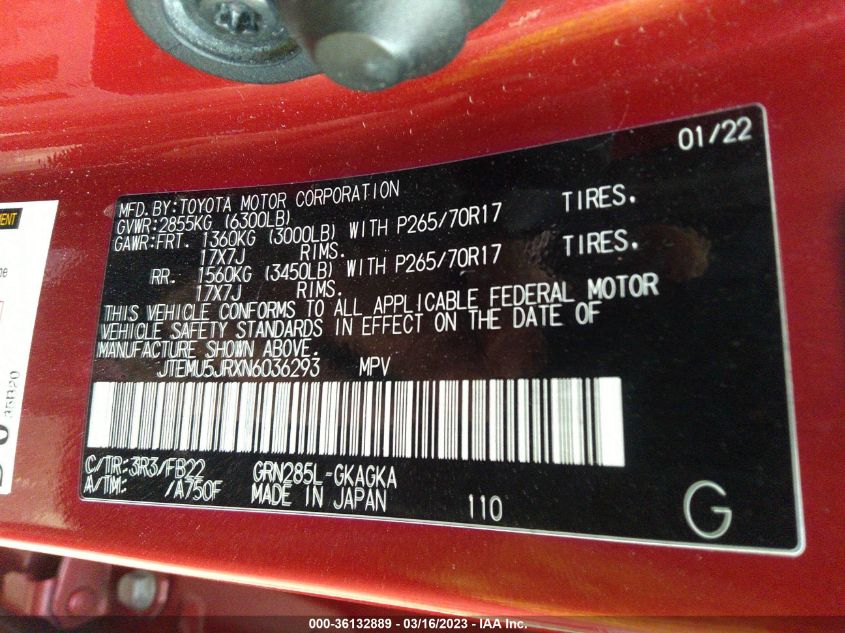 01/22
MFD.BY:TOYOTA MOTOR CORPORATION
GVWR:2855KG (6300LB)
GAWR:FRT. 1360KG (3000LB) WITH P265/70R17 TIRES.
17X7J RIMS.
RR. 1560KG (3450LB) WITH P265/70R17 TIRES.
17X7J RIMS.
THIS VEHICLE CONFORMS TO ALL APPLICABLE FEDERAL MOTOR
VEHICLE SAFETY STANDARDS IN EFFECT ON THE DATE OF
MANUFACTURE SHOWN ABOVE.
JTEMU5JRXN6036293 MPV
C/TR:3R3/FB22 GRN285L-GKAGKA
A/TM: /A750F MADE IN JAPAN 110
G
000-36132889 - 03/16/2023 - IAA Inc.